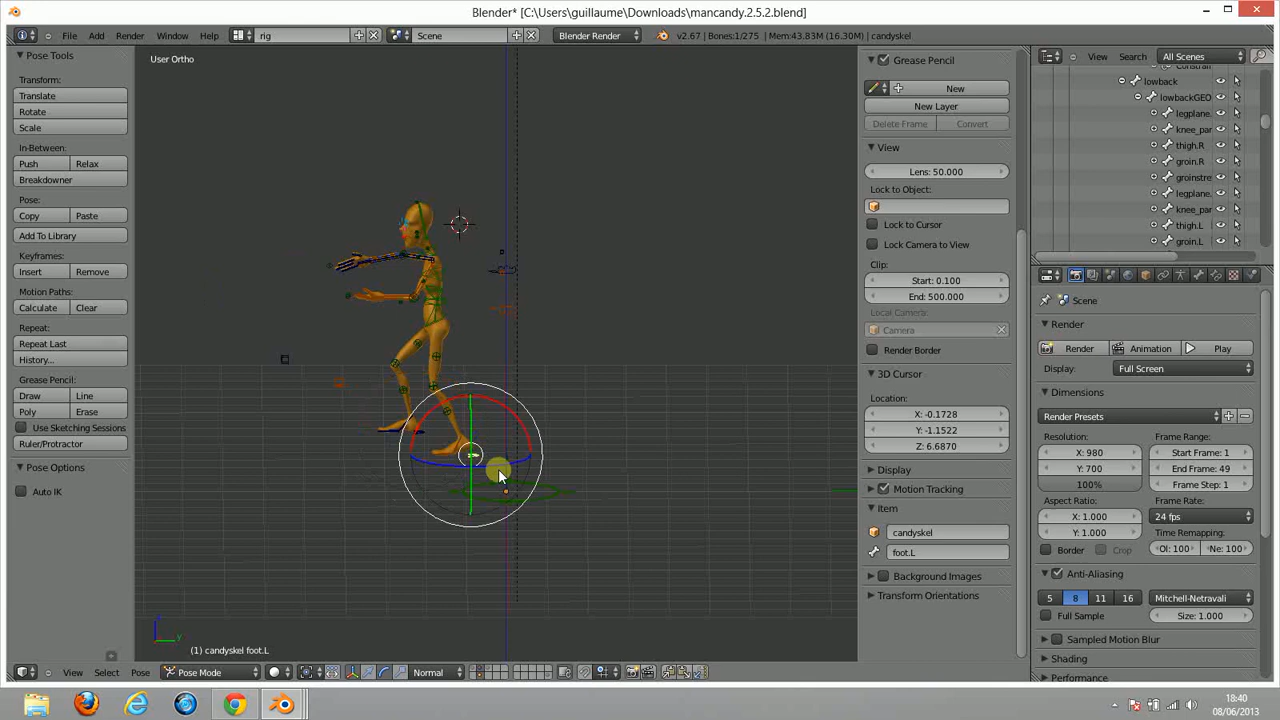 Blender* [C:\Users\guillaume\Downloads\mancandy.2.5.2.blend]
File Add Render Window Help rig Scene Blender Render v2.67 | Bones:1/275 | Mem:43.83M (16.30M) | candyskel
Pose Tools
Transform:
Translate
Rotate
Scale
In-Between:
Push Relax
Breakdowner
Pose:
Copy Paste
Add To Library
Keyframes:
Insert Remove
Motion Paths:
Calculate Clear
Repeat:
Repeat Last
History...
Grease Pencil:
Draw Line
Poly Erase
Use Sketching Sessions
Ruler/Protractor
Pose Options
Auto IK
User Ortho
(1) candyskel foot.L
View Select Pose Pose Mode Normal
Grease Pencil
New
New Layer
Delete Frame Convert
View
Lens: 50.000
Lock to Object:
Lock to Cursor
Lock Camera to View
Clip:
Start: 0.100
End: 500.000
Local Camera:
Camera
Render Border
3D Cursor
Location:
X: -0.1728
Y: -1.1522
Z: 6.6870
Display
Motion Tracking
Item
candyskel
foot.L
Background Images
Transform Orientations
View Search All Scenes
lowback
lowbackGEO
legplane.
knee_par
thigh.R
groin.R
groinstre
legplane.
knee_par
thigh.L
groin.L
Scene
Render
Render Animation Play
Display: Full Screen
Dimensions
Render Presets
Resolution: Frame Range:
X: 980 Start Frame: 1
Y: 700 End Frame: 49
100% Frame Step: 1
Aspect Ratio: Frame Rate:
X: 1.000 24 fps
Y: 1.000 Time Remapping:
Border Crop Ol: 100 Ne: 100
Anti-Aliasing
5 8 11 16 Mitchell-Netravali
Full Sample Size: 1.000
Sampled Motion Blur
Shading
Performance
18:40
08/06/2013